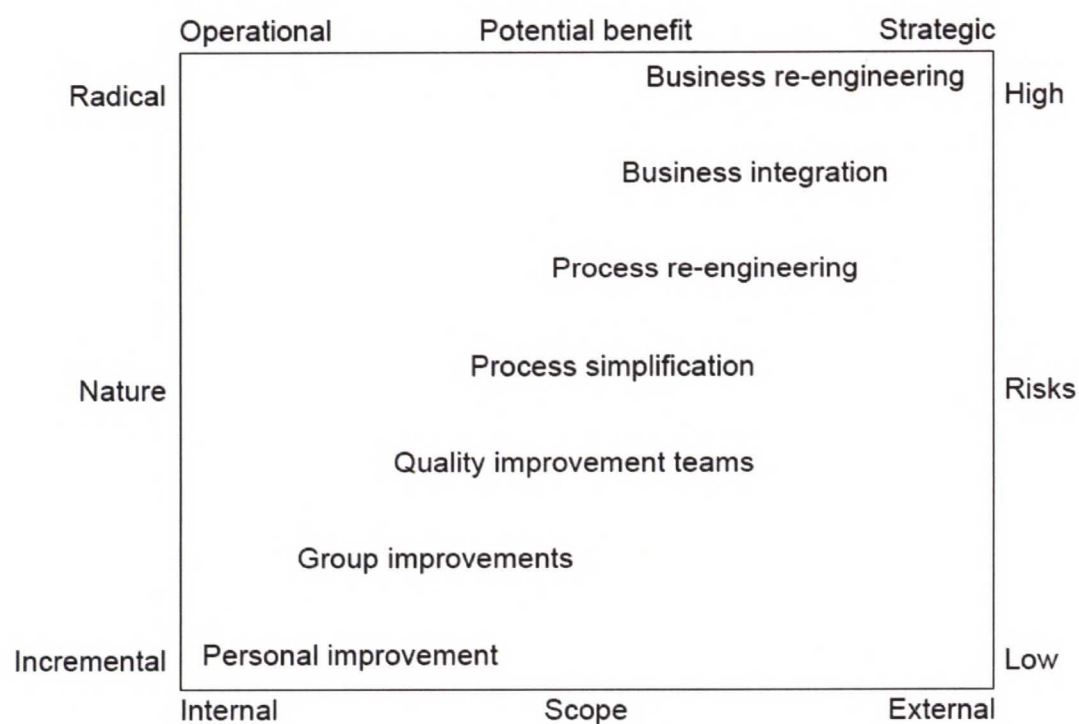 Operational Potential benefit Strategic
Radical Business re-engineering High
Business integration
Process re-engineering
Nature Process simplification Risks
Quality improvement teams
Group improvements
Incremental Personal improvement Low
Internal Scope External